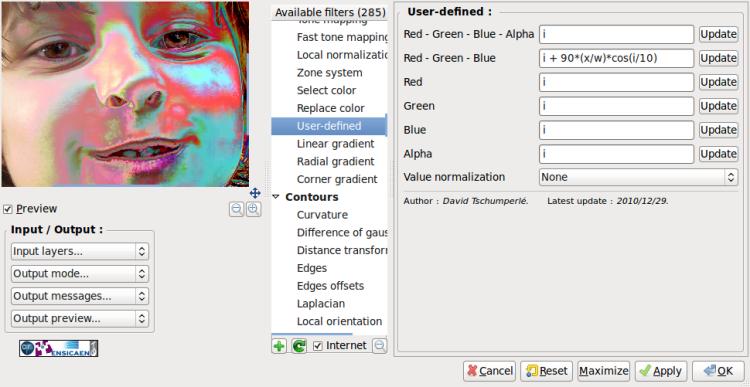 Available filters (285)
Tone mapping
Fast tone mapping
Local normalizatio
Zone system
Select color
Replace color
User-defined
Linear gradient
Radial gradient
Corner gradient
Contours
Curvature
Difference of gaus
Distance transfor
Edges
Edges offsets
Laplacian
Local orientation
Internet
Preview
Input / Output :
Input layers...
Output mode...
Output messages...
Output preview...
ENSICAEN
User-defined :
Red - Green - Blue - Alpha i Update
Red - Green - Blue i + 90*(x/w)*cos(i/10) Update
Red i Update
Green i Update
Blue i Update
Alpha i Update
Value normalization None
Author : David Tschumperlé. Latest update : 2010/12/29.
Cancel Reset Maximize Apply OK